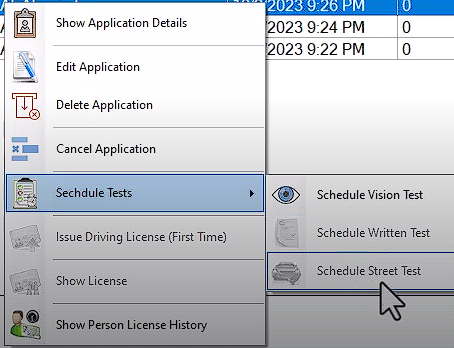 2023 9:26 PM 0
Show Application Details
2023 9:24 PM 0
2023 9:22 PM 0
Edit Application
Delete Application
Cancel Application
Sechdule Tests
Schedule Vision Test
Issue Driving License (First Time)
Schedule Written Test
Show License
Schedule Street Test
Show Person License History